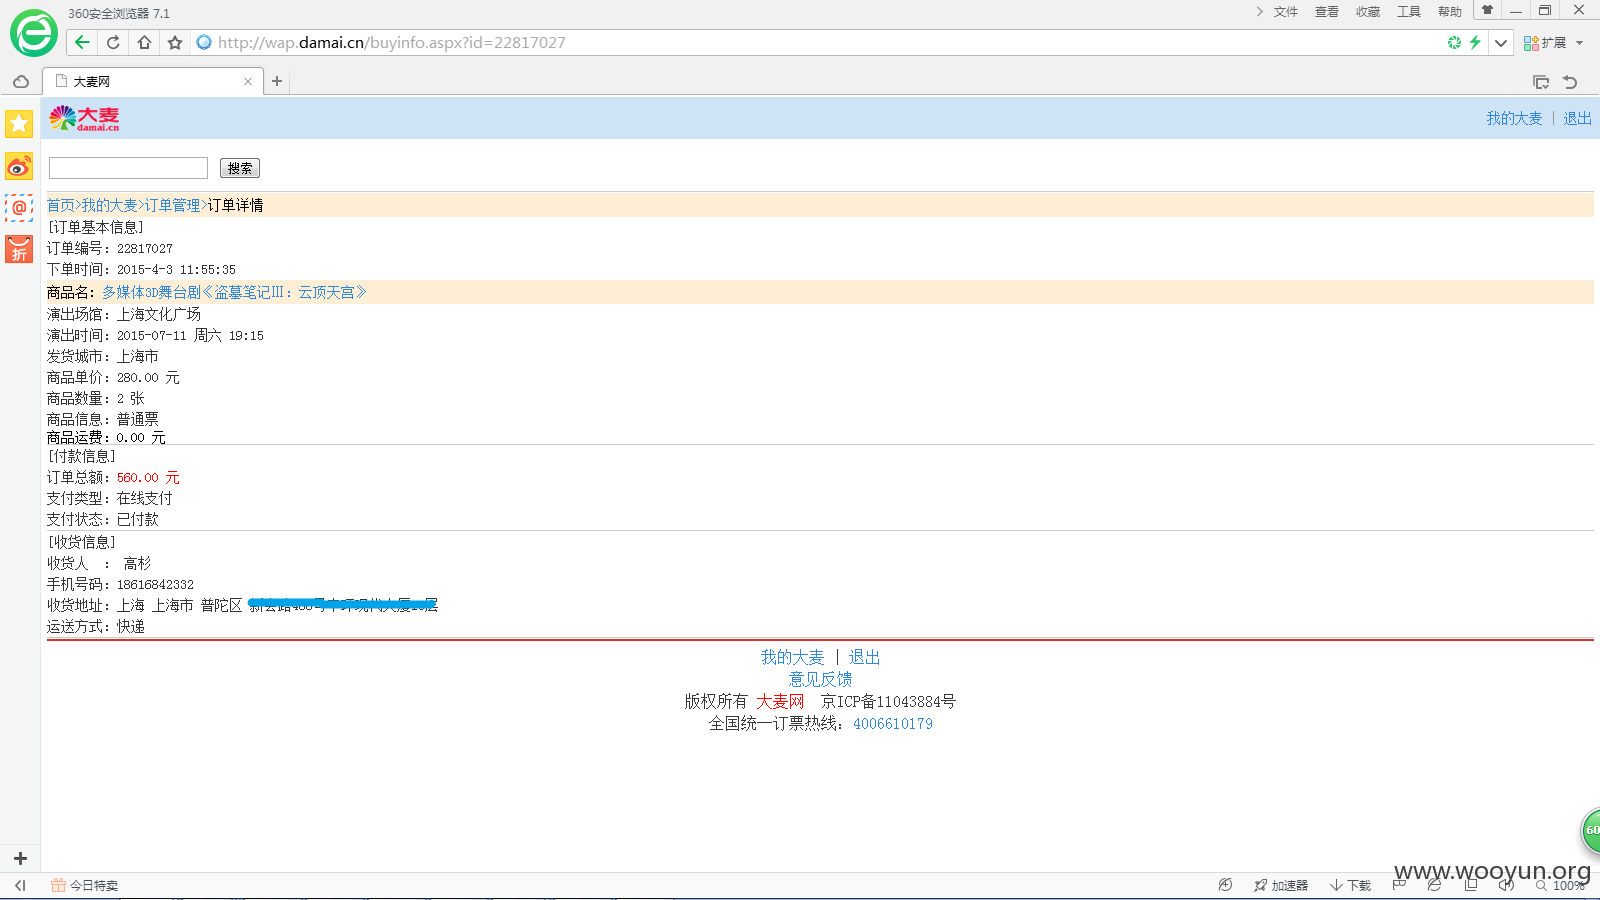 360安全浏览器 7.1
文件 查看 收藏 工具 帮助
http://wap.damai.cn/buyinfo.aspx?id=22817027
扩展
大麦网
大麦
damai.cn
我的大麦 | 退出
搜索
折
首页>我的大麦>订单管理>订单详情
[订单基本信息]
订单编号：22817027
下单时间：2015-4-3 11:55:35
商品名：多媒体3D舞台剧《盗墓笔记Ⅲ：云顶天宫》
演出场馆：上海文化广场
演出时间：2015-07-11 周六 19:15
发货城市：上海市
商品单价：280.00 元
商品数量：2 张
商品信息：普通票
商品运费：0.00 元
[付款信息]
订单总额：560.00 元
支付类型：在线支付
支付状态：已付款
[收货信息]
收货人 ： 高杉
手机号码：18616842332
收货地址：上海 上海市 普陀区
运送方式：快递
我的大麦 | 退出
意见反馈
版权所有 大麦网 京ICP备11043884号
全国统一订票热线：4006610179
60
www.wooyun.org
今日特卖
加速器 下载 100%